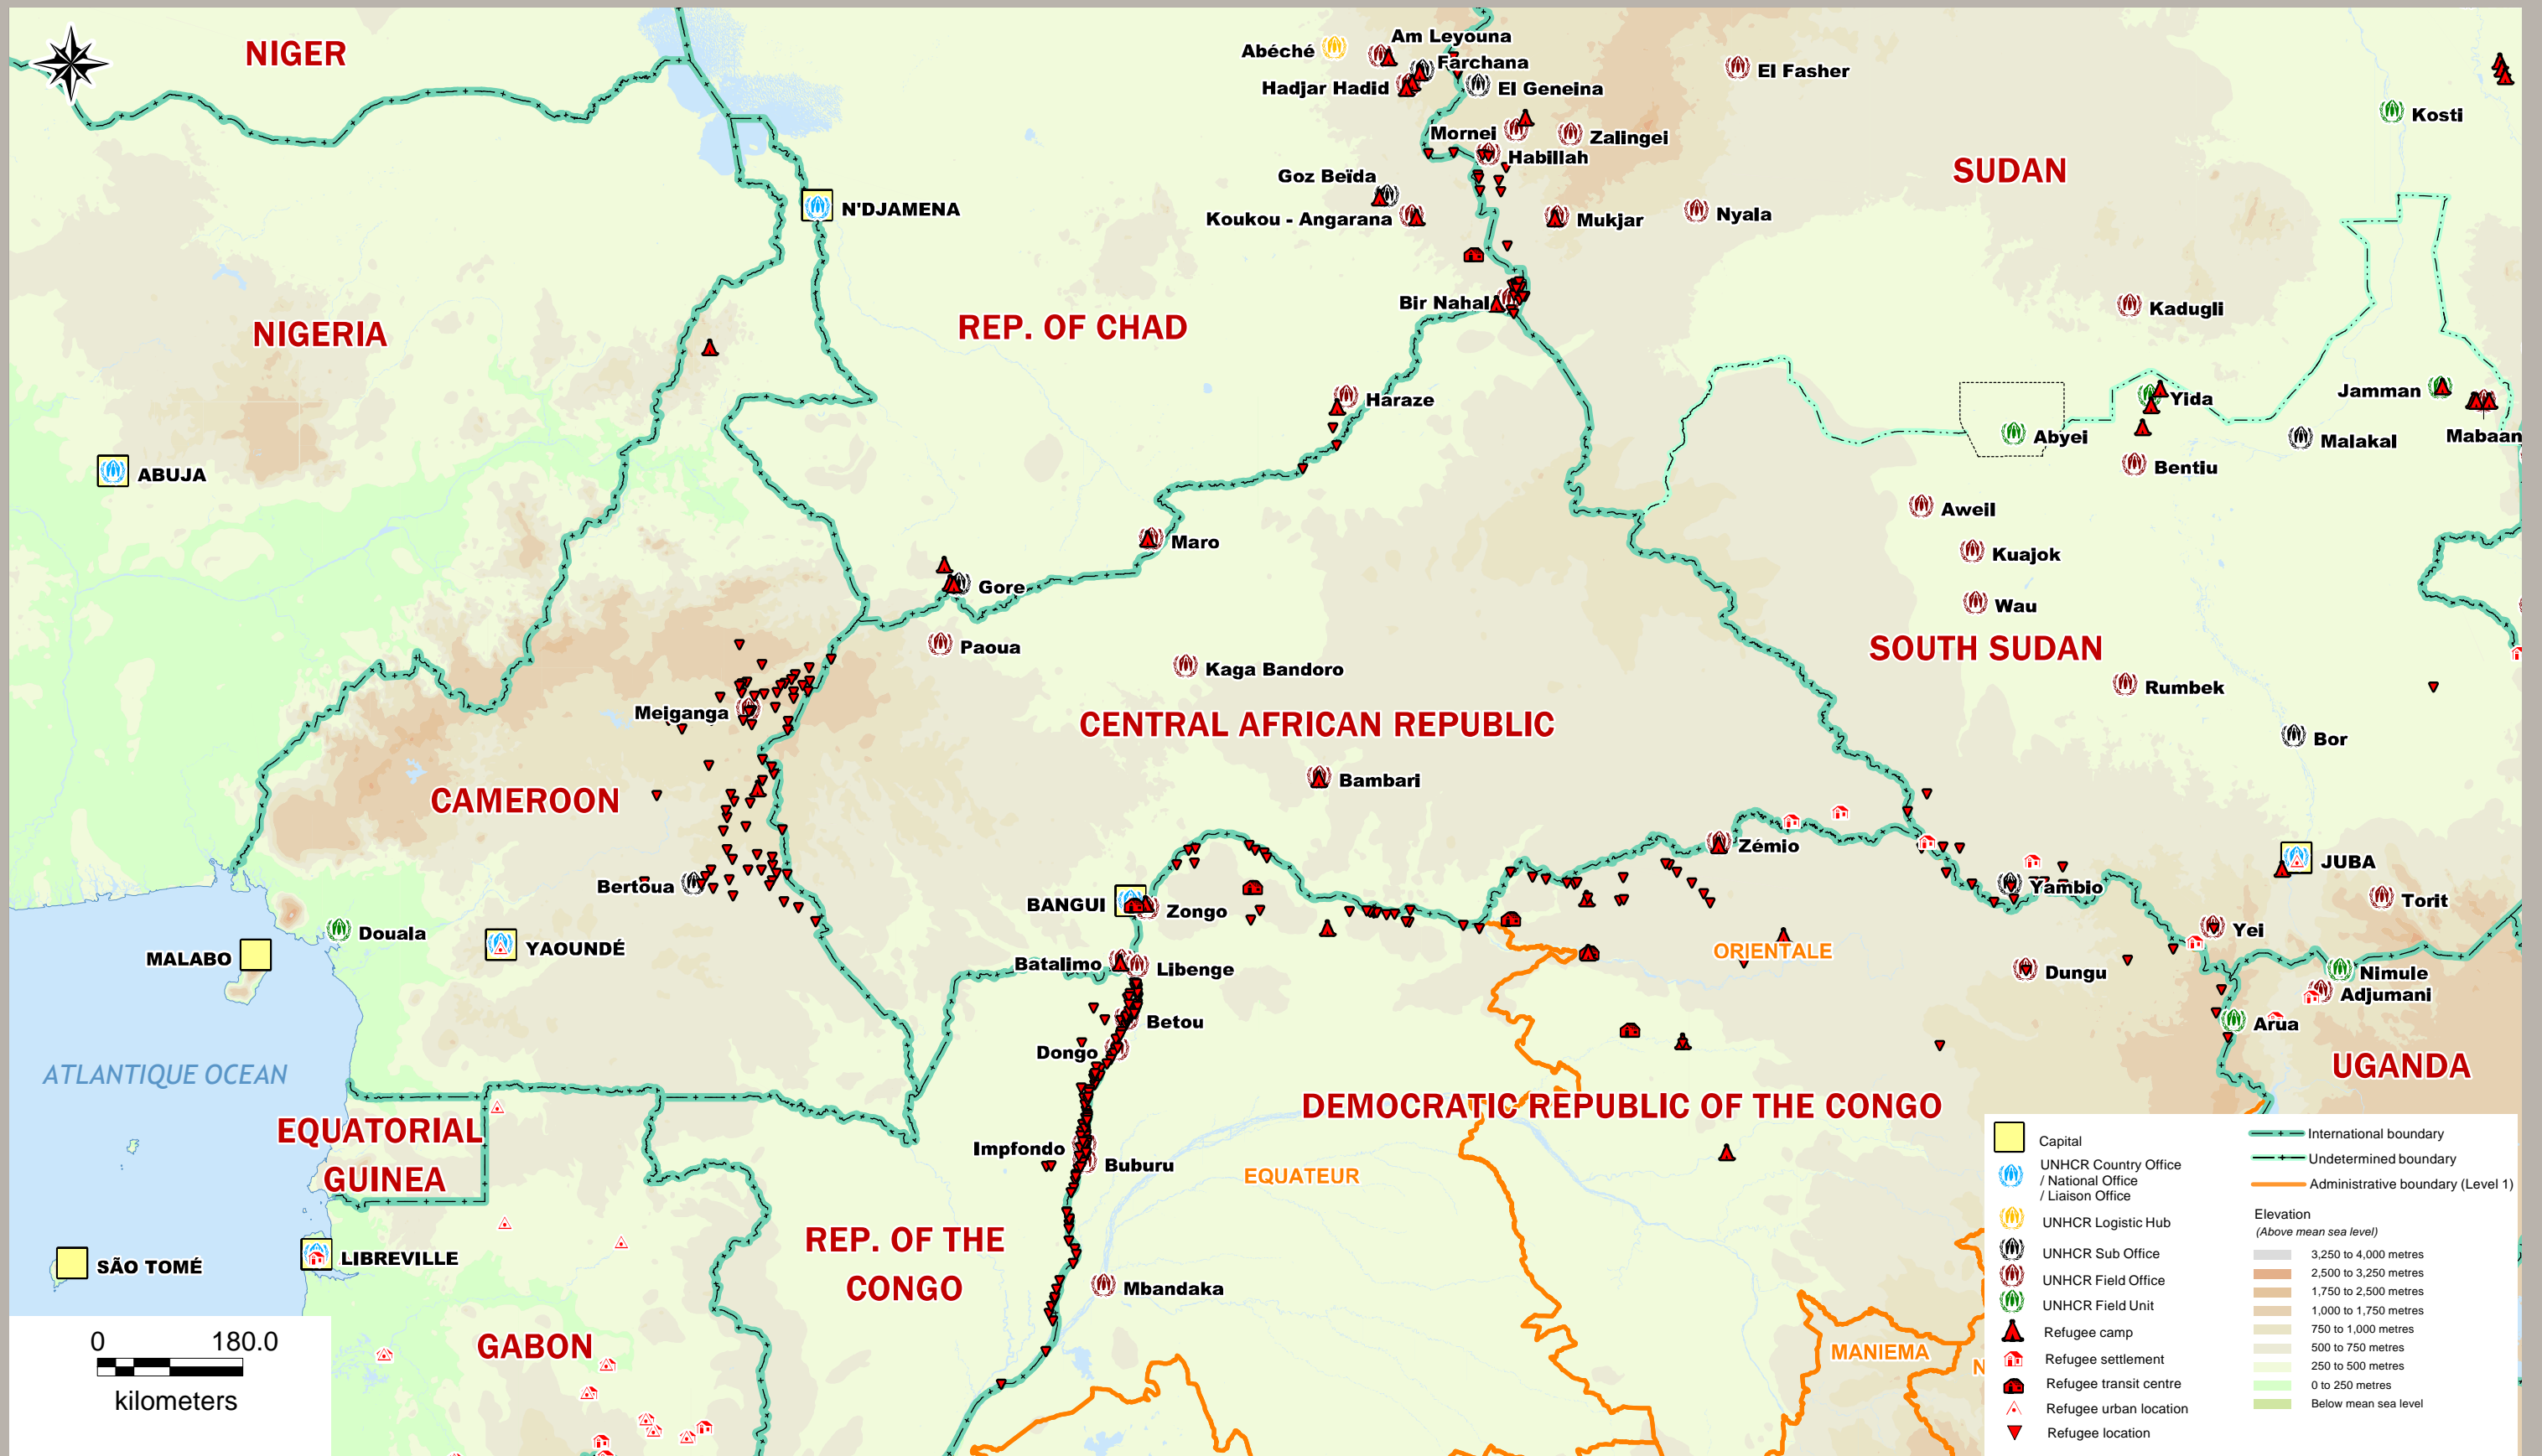 NIGER
Abéché
Am Leyouna
Farchana
Hadjar Hadid
El Geneina
El Fasher
Kosti
Mornei
Zalingei
Habillah
SUDAN
Goz Beïda
Koukou - Angarana
Mukjar
Nyala
N'DJAMENA
Bir Nahal
Kadugli
NIGERIA
REP. OF CHAD
Haraze
Yida
Jamman
Abyei
Malakal
Mabaan
ABUJA
Bentiu
Aweil
Maro
Kuajok
Gore
Wau
Paoua
SOUTH SUDAN
Kaga Bandoro
Rumbek
Meiganga
CENTRAL AFRICAN REPUBLIC
Bor
Bambari
CAMEROON
Zémio
JUBA
Bertoua
Yambio
BANGUI
Zongo
Torit
Douala
Yei
YAOUNDÉ
ORIENTALE
MALABO
Batalimo
Libenge
Dungu
Nimule
Adjumani
Betou
Arua
Dongo
UGANDA
ATLANTIQUE OCEAN
DEMOCRATIC REPUBLIC OF THE CONGO
EQUATORIAL
GUINEA
Impfondo
Buburu
EQUATEUR
REP. OF THE
CONGO
LIBREVILLE
SÃO TOMÉ
Mbandaka
GABON
MANIEMA
N
0 180.0
kilometers
Capital
UNHCR Country Office
/ National Office
/ Liaison Office
UNHCR Logistic Hub
UNHCR Sub Office
UNHCR Field Office
UNHCR Field Unit
Refugee camp
Refugee settlement
Refugee transit centre
Refugee urban location
Refugee location
International boundary
Undetermined boundary
Administrative boundary (Level 1)
Elevation
(Above mean sea level)
3,250 to 4,000 metres
2,500 to 3,250 metres
1,750 to 2,500 metres
1,000 to 1,750 metres
750 to 1,000 metres
500 to 750 metres
250 to 500 metres
0 to 250 metres
Below mean sea level